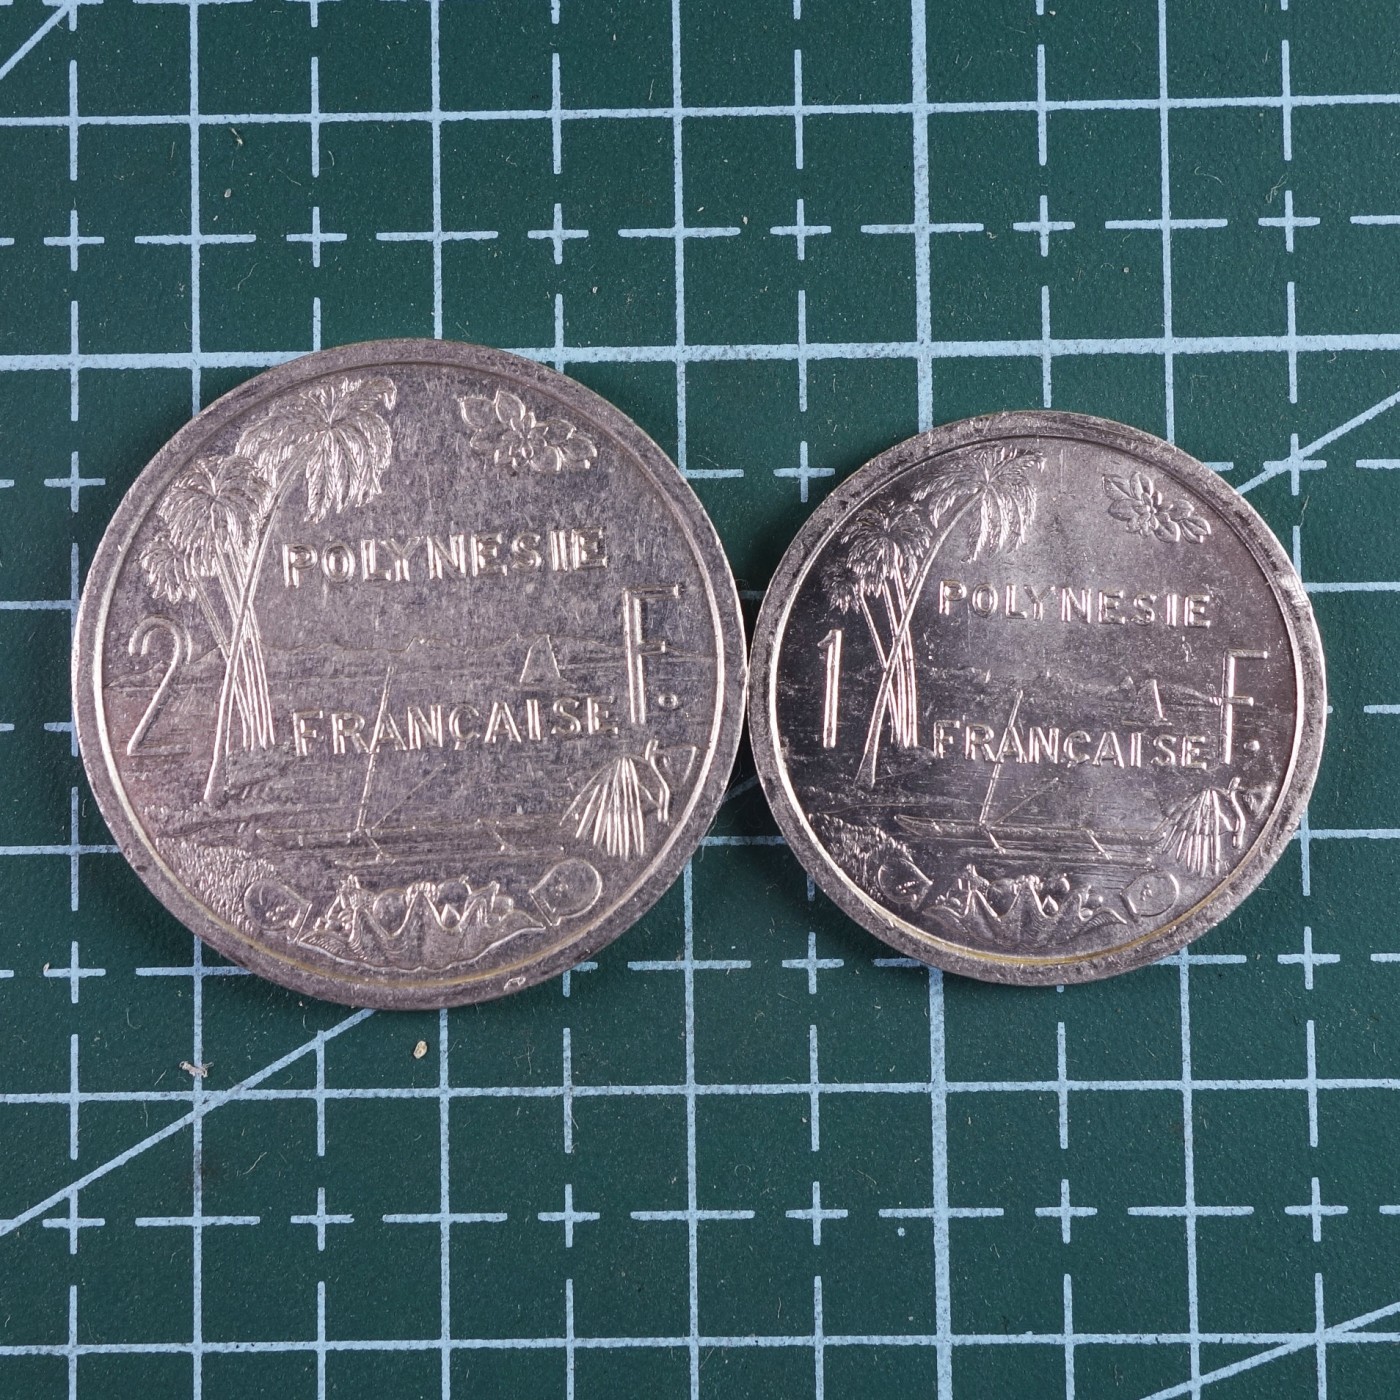 POLYNESIE
2 F.
FRANÇAISE
POLYNESIE
1 F.
FRANÇAISE